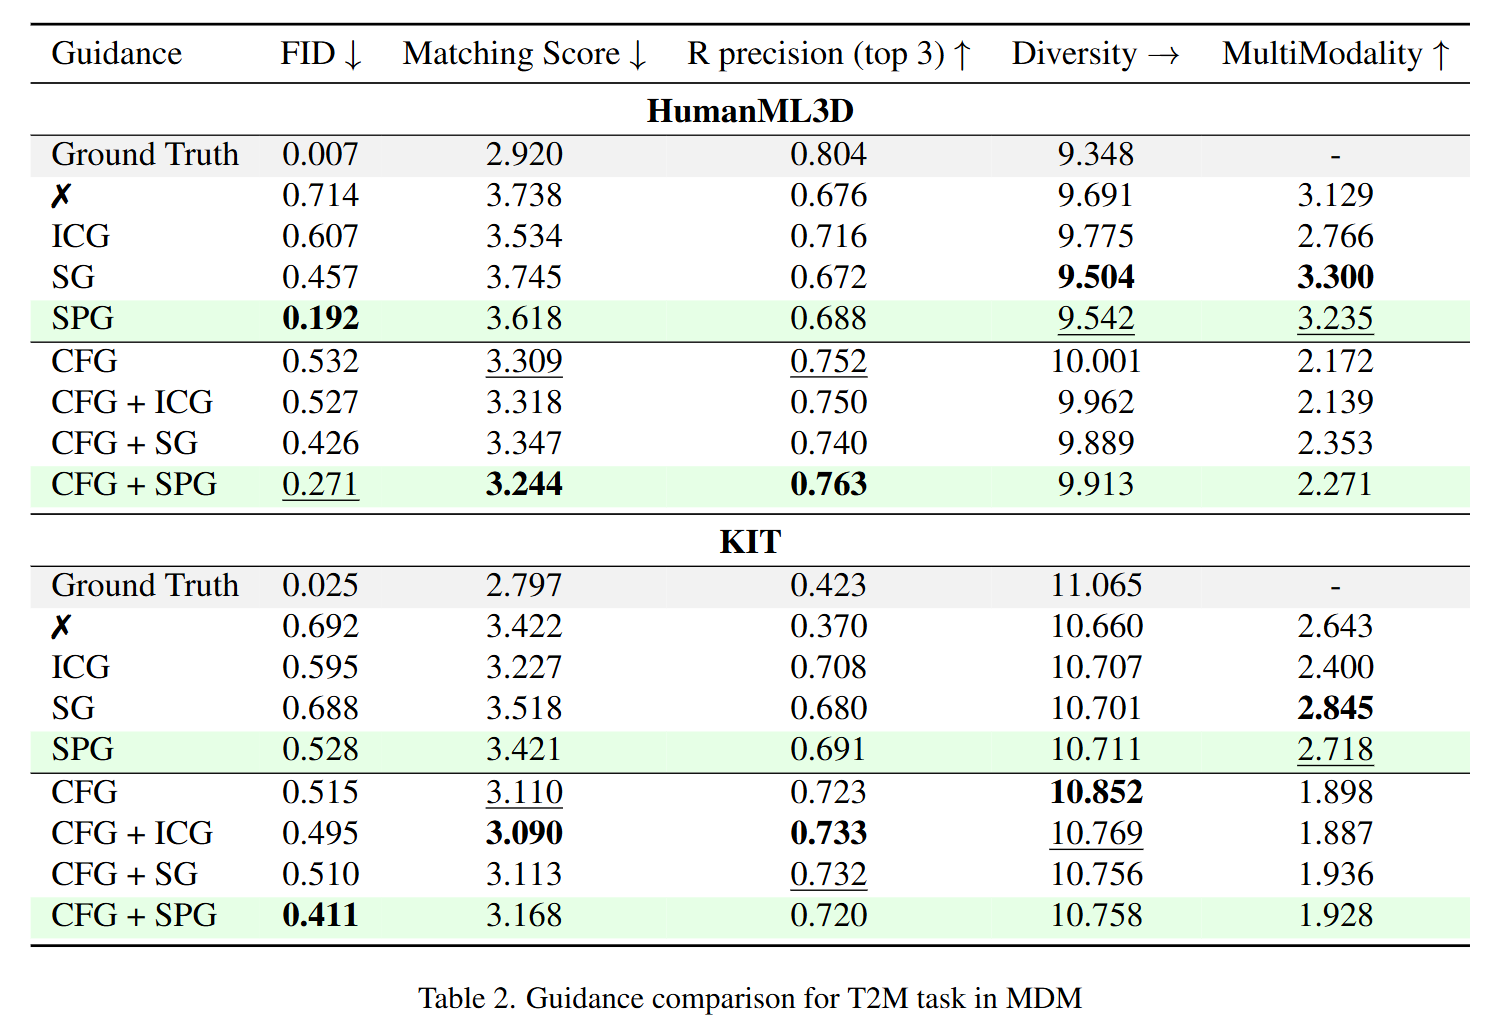 Guidance FID ↓ Matching Score ↓ R precision (top 3) ↑ Diversity → MultiModality ↑
HumanML3D
Ground Truth 0.007 2.920 0.804 9.348 -
✗ 0.714 3.738 0.676 9.691 3.129
ICG 0.607 3.534 0.716 9.775 2.766
SG 0.457 3.745 0.672 9.504 3.300
SPG 0.192 3.618 0.688 9.542 3.235
CFG 0.532 3.309 0.752 10.001 2.172
CFG + ICG 0.527 3.318 0.750 9.962 2.139
CFG + SG 0.426 3.347 0.740 9.889 2.353
CFG + SPG 0.271 3.244 0.763 9.913 2.271
KIT
Ground Truth 0.025 2.797 0.423 11.065 -
✗ 0.692 3.422 0.370 10.660 2.643
ICG 0.595 3.227 0.708 10.707 2.400
SG 0.688 3.518 0.680 10.701 2.845
SPG 0.528 3.421 0.691 10.711 2.718
CFG 0.515 3.110 0.723 10.852 1.898
CFG + ICG 0.495 3.090 0.733 10.769 1.887
CFG + SG 0.510 3.113 0.732 10.756 1.936
CFG + SPG 0.411 3.168 0.720 10.758 1.928
Table 2. Guidance comparison for T2M task in MDM